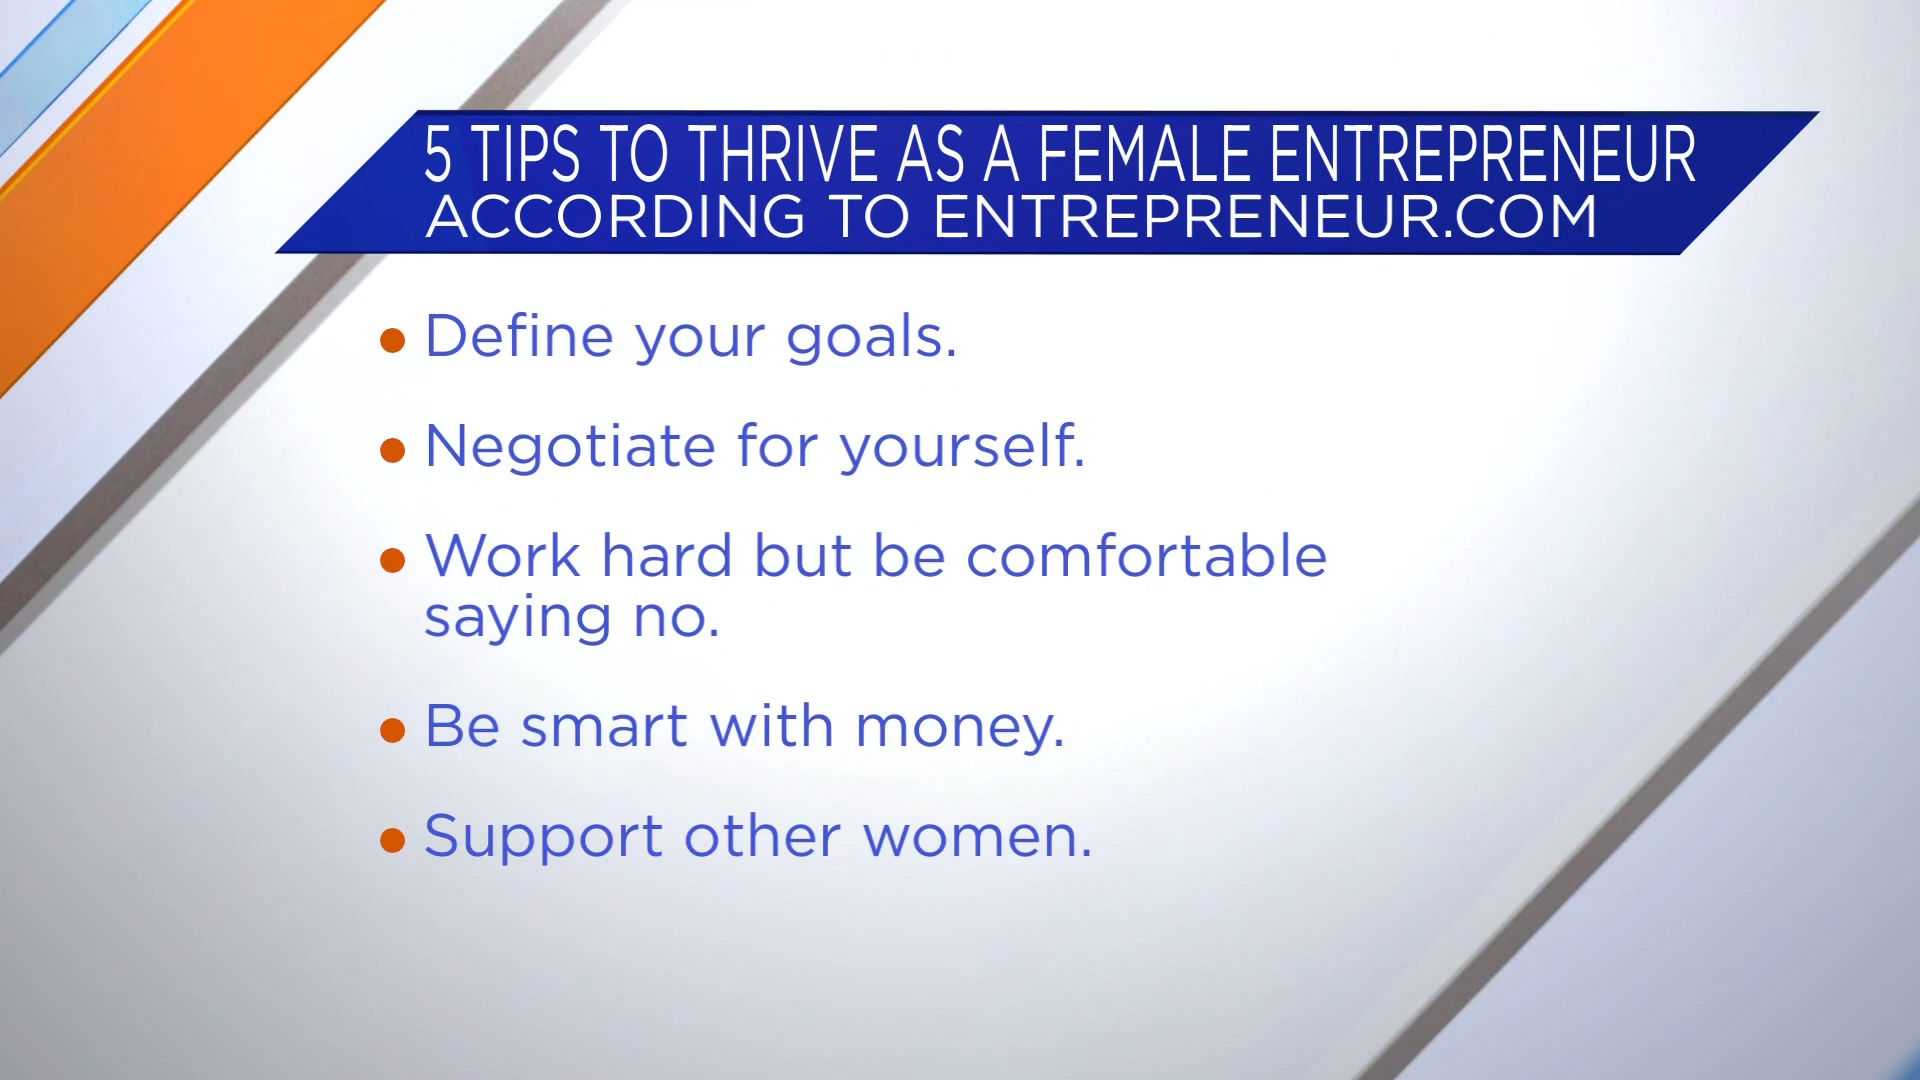 5 TIPS TO THRIVE AS A FEMALE ENTREPRENEUR
ACCORDING TO ENTREPRENEUR.COM
• Define your goals.
• Negotiate for yourself.
• Work hard but be comfortable
saying no.
• Be smart with money.
• Support other women.